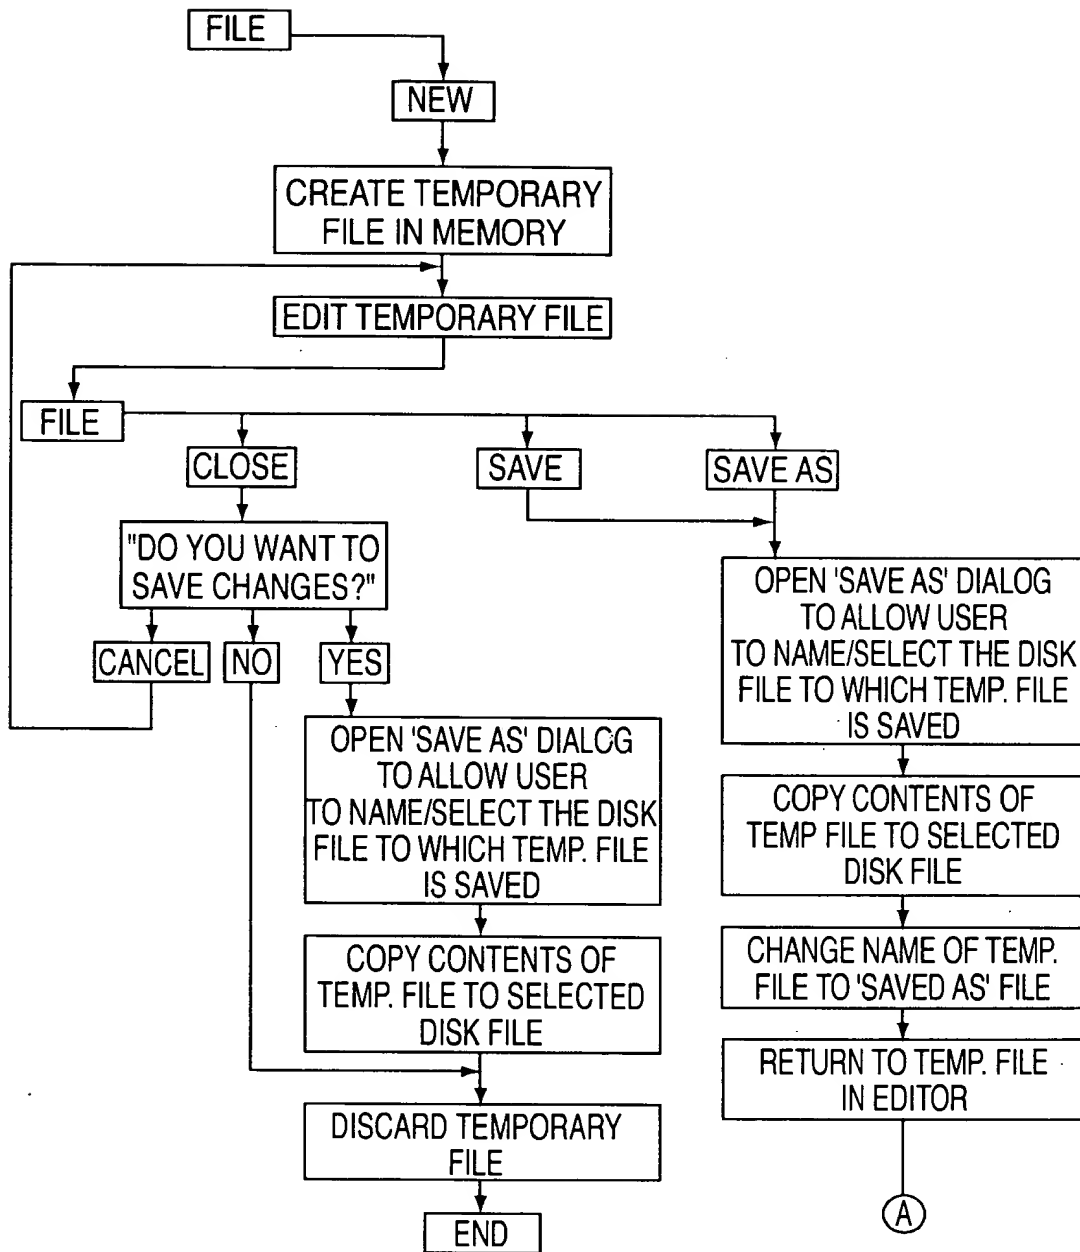 FILE
NEW
CREATE TEMPORARY
FILE IN MEMORY
EDIT TEMPORARY FILE
FILE
CLOSE
SAVE
SAVE AS
"DO YOU WANT TO
SAVE CHANGES?"
CANCEL
NO
YES
OPEN 'SAVE AS' DIALOG
TO ALLOW USER
TO NAME/SELECT THE DISK
FILE TO WHICH TEMP. FILE
IS SAVED
COPY CONTENTS OF
TEMP. FILE TO SELECTED
DISK FILE
DISCARD TEMPORARY
FILE
END
OPEN 'SAVE AS' DIALOG
TO ALLOW USER
TO NAME/SELECT THE DISK
FILE TO WHICH TEMP. FILE
IS SAVED
COPY CONTENTS OF
TEMP FILE TO SELECTED
DISK FILE
CHANGE NAME OF TEMP.
FILE TO 'SAVED AS' FILE
RETURN TO TEMP. FILE
IN EDITOR
A